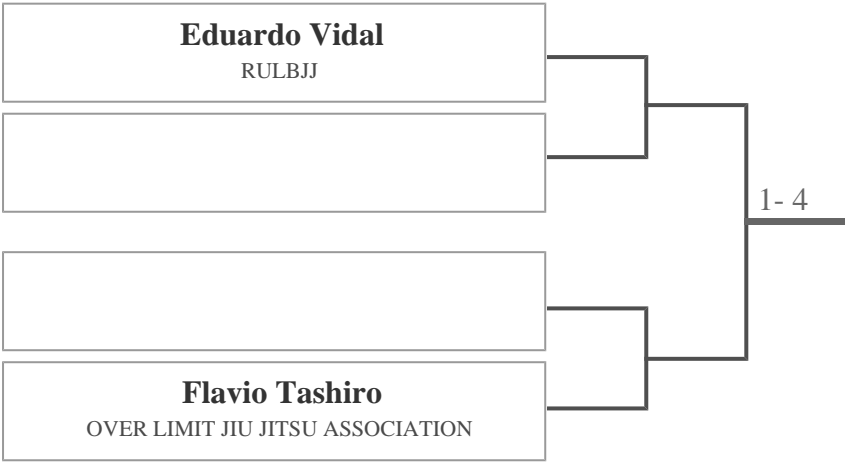 Eduardo Vidal
RULBJJ
1- 4
Flavio Tashiro
OVER LIMIT JIU JITSU ASSOCIATION